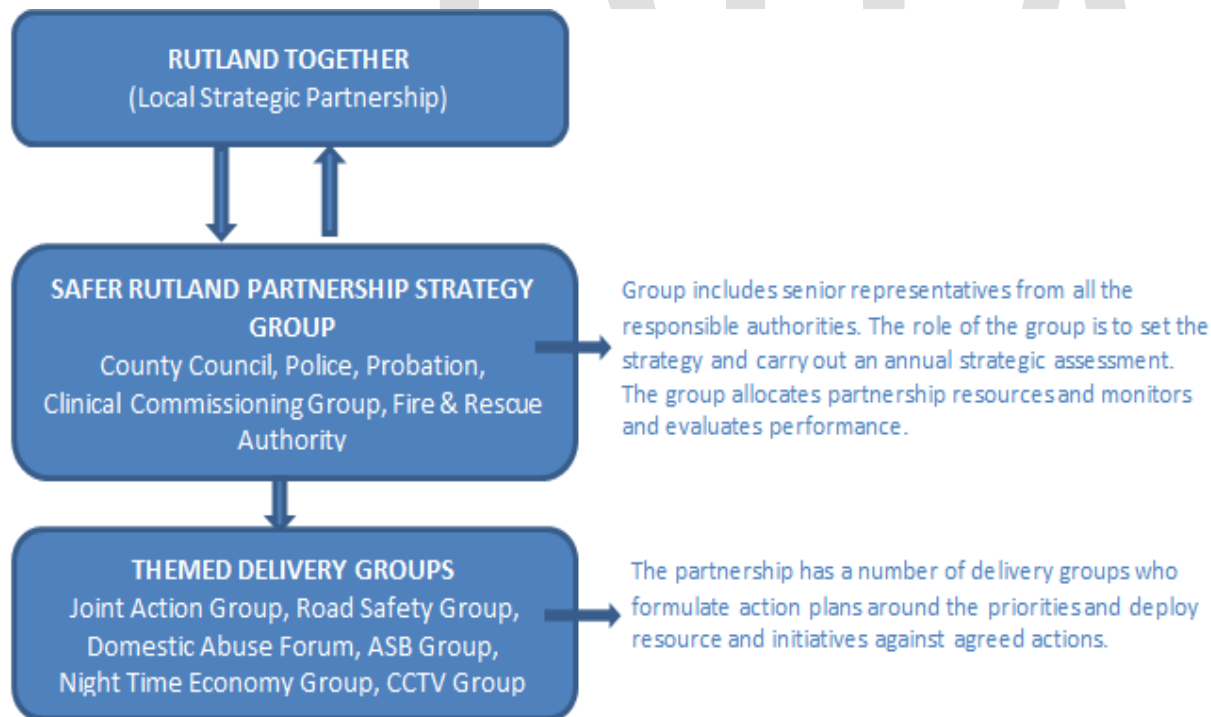 RUTLAND TOGETHER
(Local Strategic Partnership)
SAFER RUTLAND PARTNERSHIP STRATEGY
GROUP
County Council, Police, Probation,
Clinical Commissioning Group, Fire & Rescue
Authority
Group includes senior representatives from all the
responsible authorities. The role of the group is to set the
strategy and carry out an annual strategic assessment.
The group allocates partnership resources and monitors
and evaluates performance.
THEMED DELIVERY GROUPS
Joint Action Group, Road Safety Group,
Domestic Abuse Forum, ASB Group,
Night Time Economy Group, CCTV Group
The partnership has a number of delivery groups who
formulate action plans around the priorities and deploy
resource and initiatives against agreed actions.